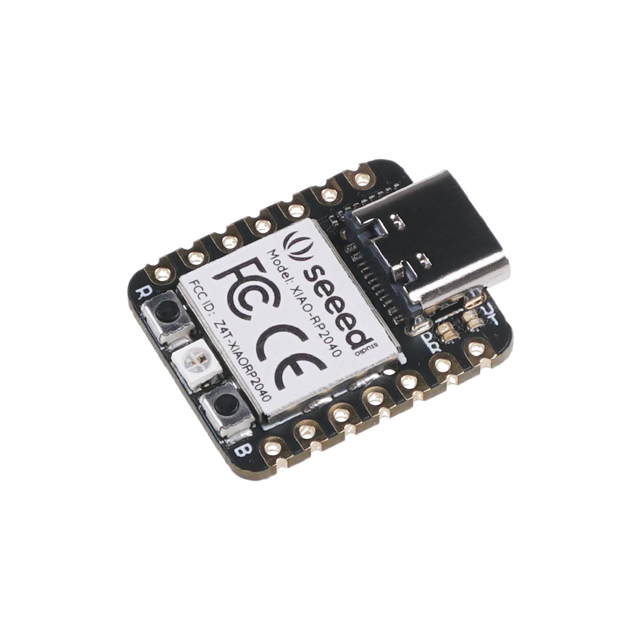 seeed
studio
Model: XIAO-RP2040
FC CE
FCC ID: Z4T-XIAORP2040
R
B